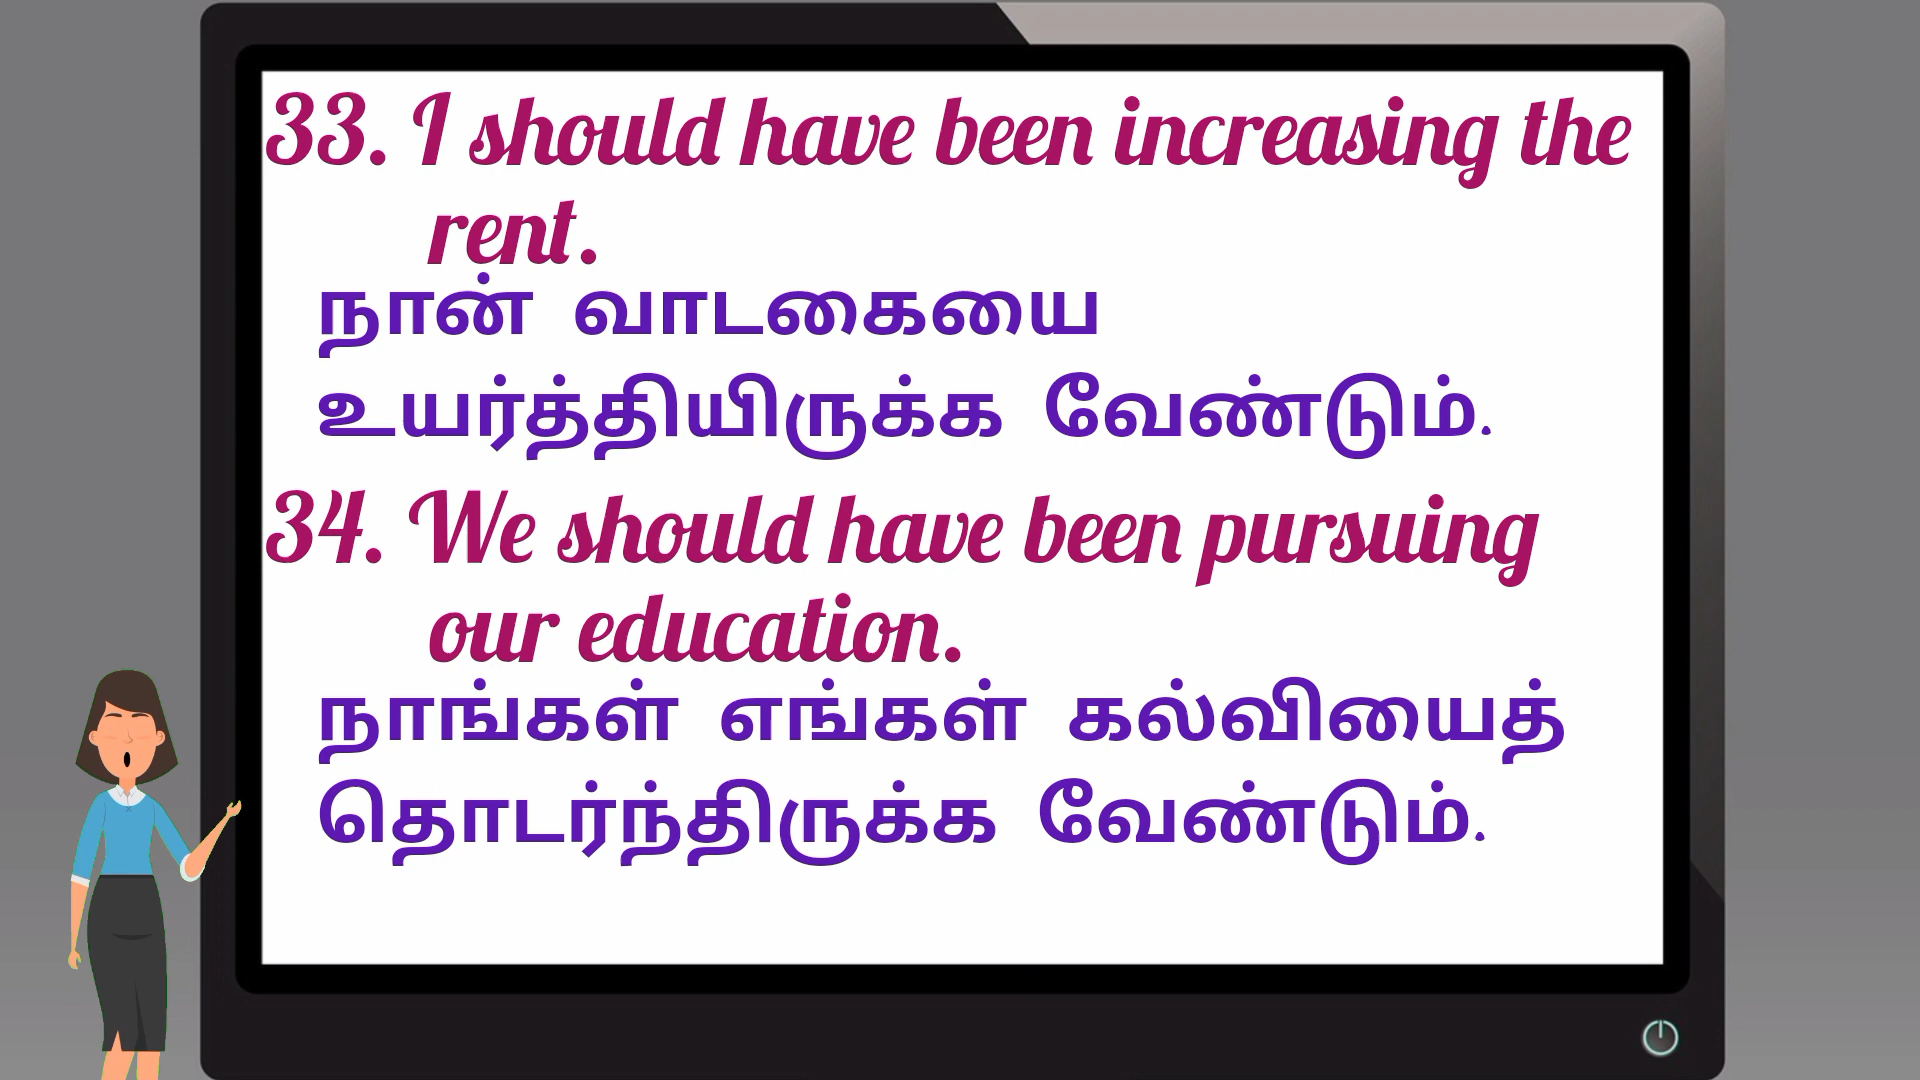 33. I should have been increasing the
rent.
நான் வாடகையை
உயர்த்தியிருக்க வேண்டும்.
34. We should have been pursuing
our education.
நாங்கள் எங்கள் கல்வியைத்
தொடர்ந்திருக்க வேண்டும்.